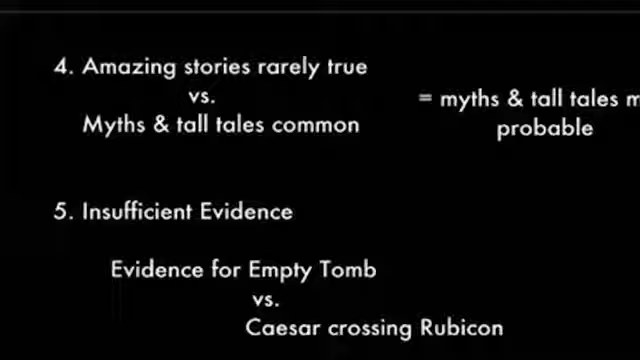 4. Amazing stories rarely true
vs.
Myths & tall tales common
= myths & tall tales
probable
5. Insufficient Evidence
Evidence for Empty Tomb
vs.
Caesar crossing Rubicon